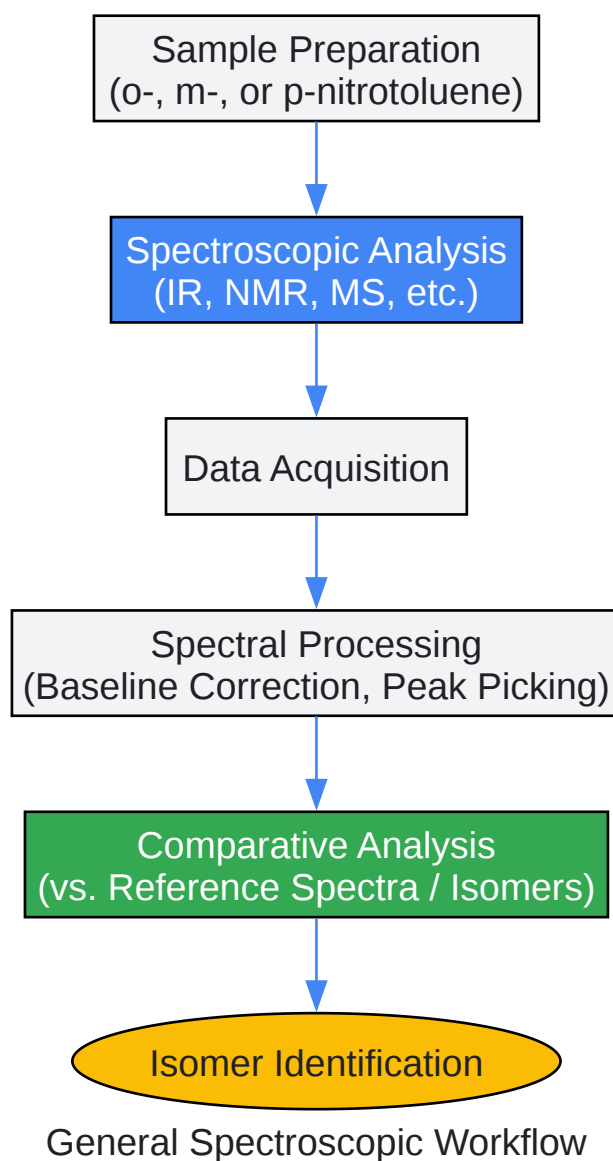 Sample Preparation
(o-, m-, or p-nitrotoluene)
Spectroscopic Analysis
(IR, NMR, MS, etc.)
Data Acquisition
Spectral Processing
(Baseline Correction, Peak Picking)
Comparative Analysis
(vs. Reference Spectra / Isomers)
Isomer Identification
General Spectroscopic Workflow